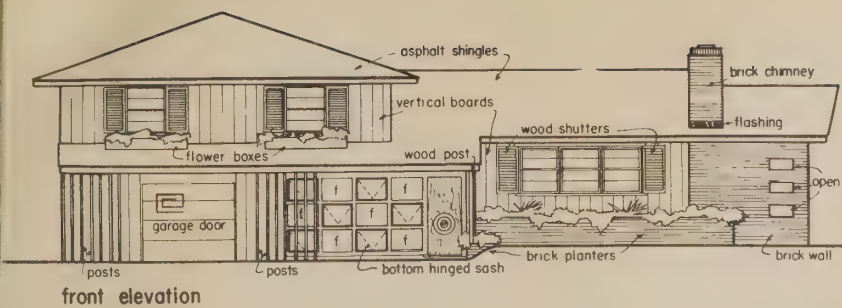 asphalt shingles
brick chimney
vertical boards
flashing
wood shutters
flower boxes
wood post
open
f f
garage door
f f
f f
posts
posts
bottom hinged sash
brick planters
brick wall
front elevation